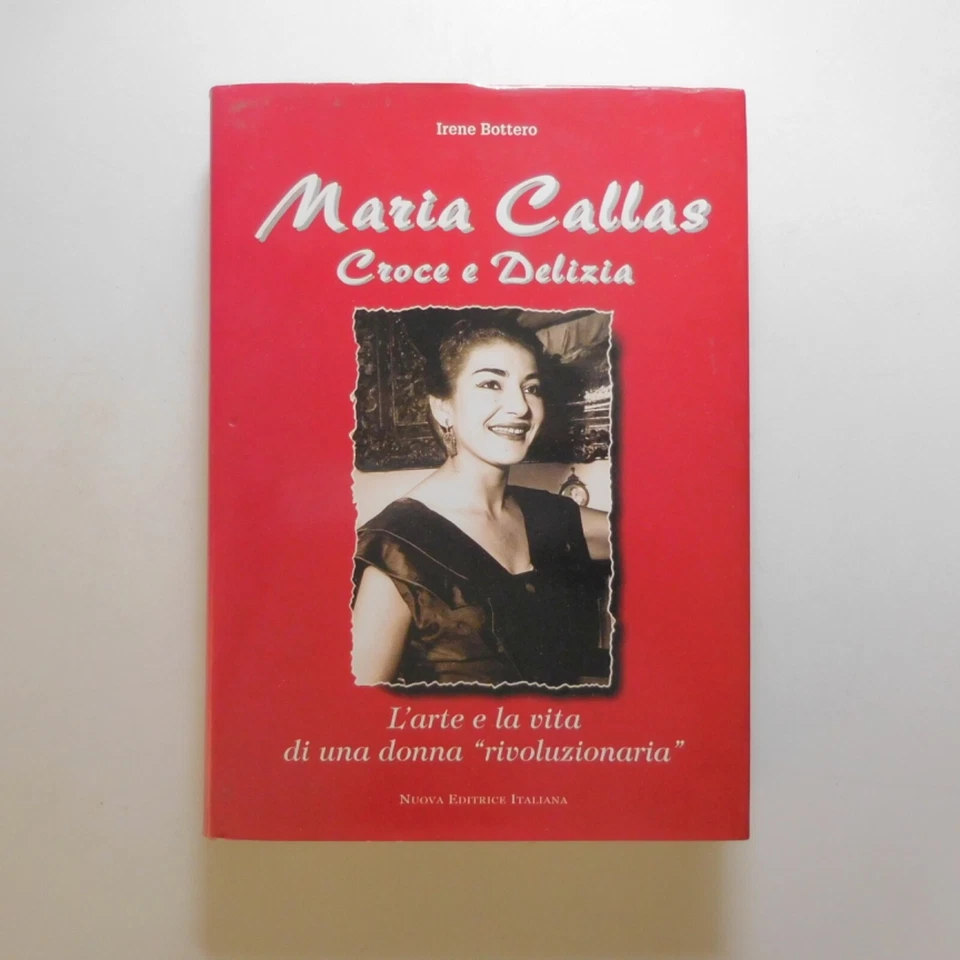 Irene Bottero
Maria Callas
Croce e Delizia
L'arte e la vita
di una donna “rivoluzionaria”
Nuova Editrice Italiana